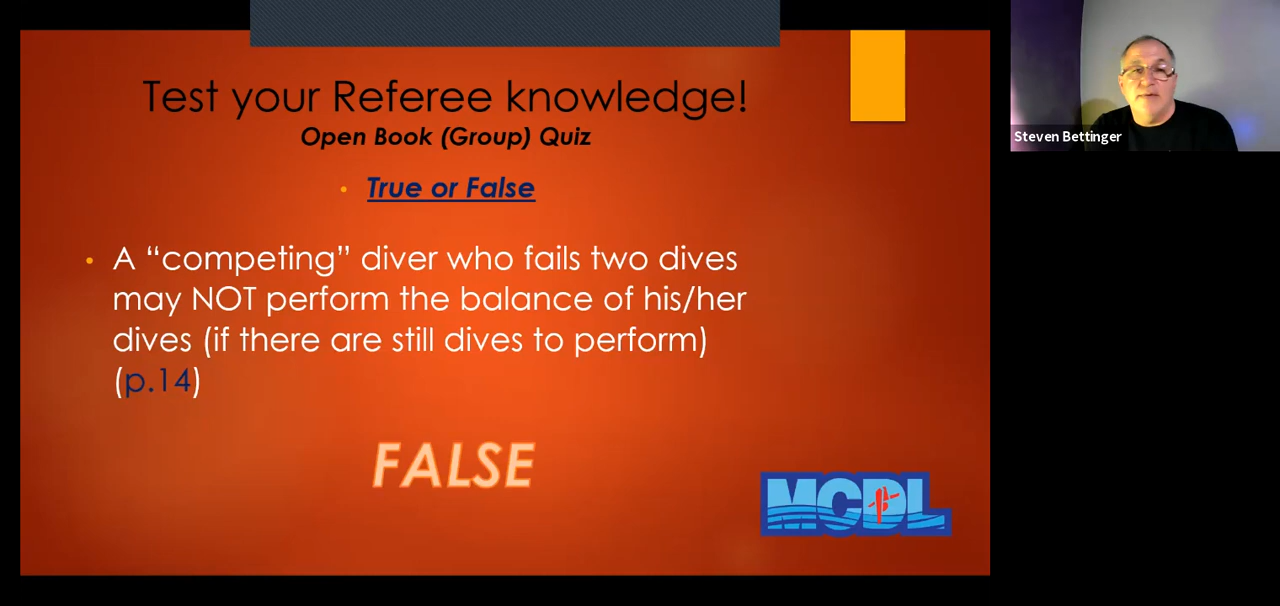 Test your Referee knowledge!
Open Book (Group) Quiz
• True or False
• A “competing” diver who fails two dives
may NOT perform the balance of his/her
dives (if there are still dives to perform)
(p.14)
FALSE
MCDL
Steven Bettinger